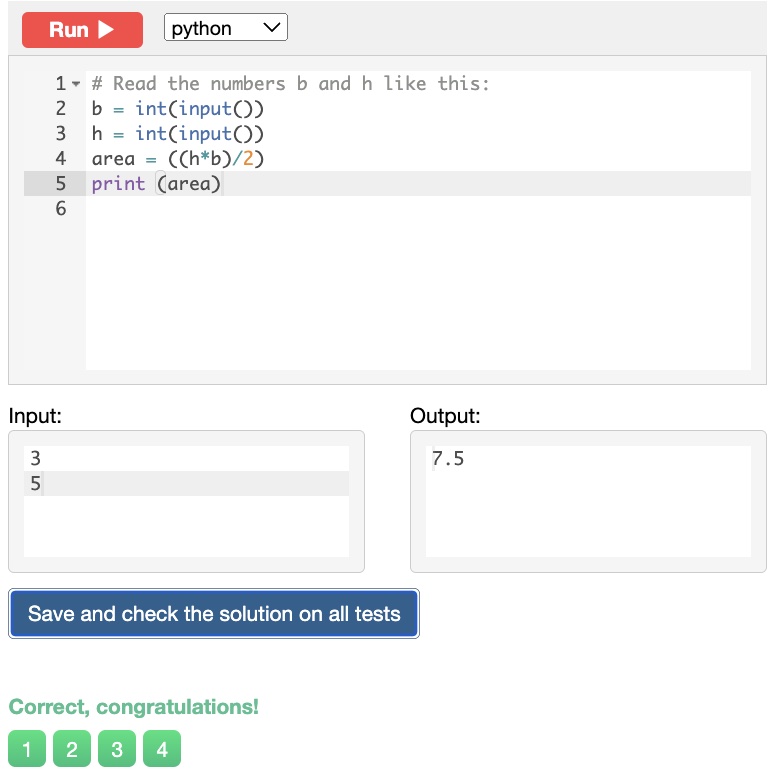 Run
python
1 # Read the numbers b and h like this:
2 b = int(input())
3 h = int(input())
4 area = ((h*b)/2)
5 print (area)
6
Input:
Output:
3
5
7.5
Save and check the solution on all tests
Correct, congratulations!
1 2 3 4